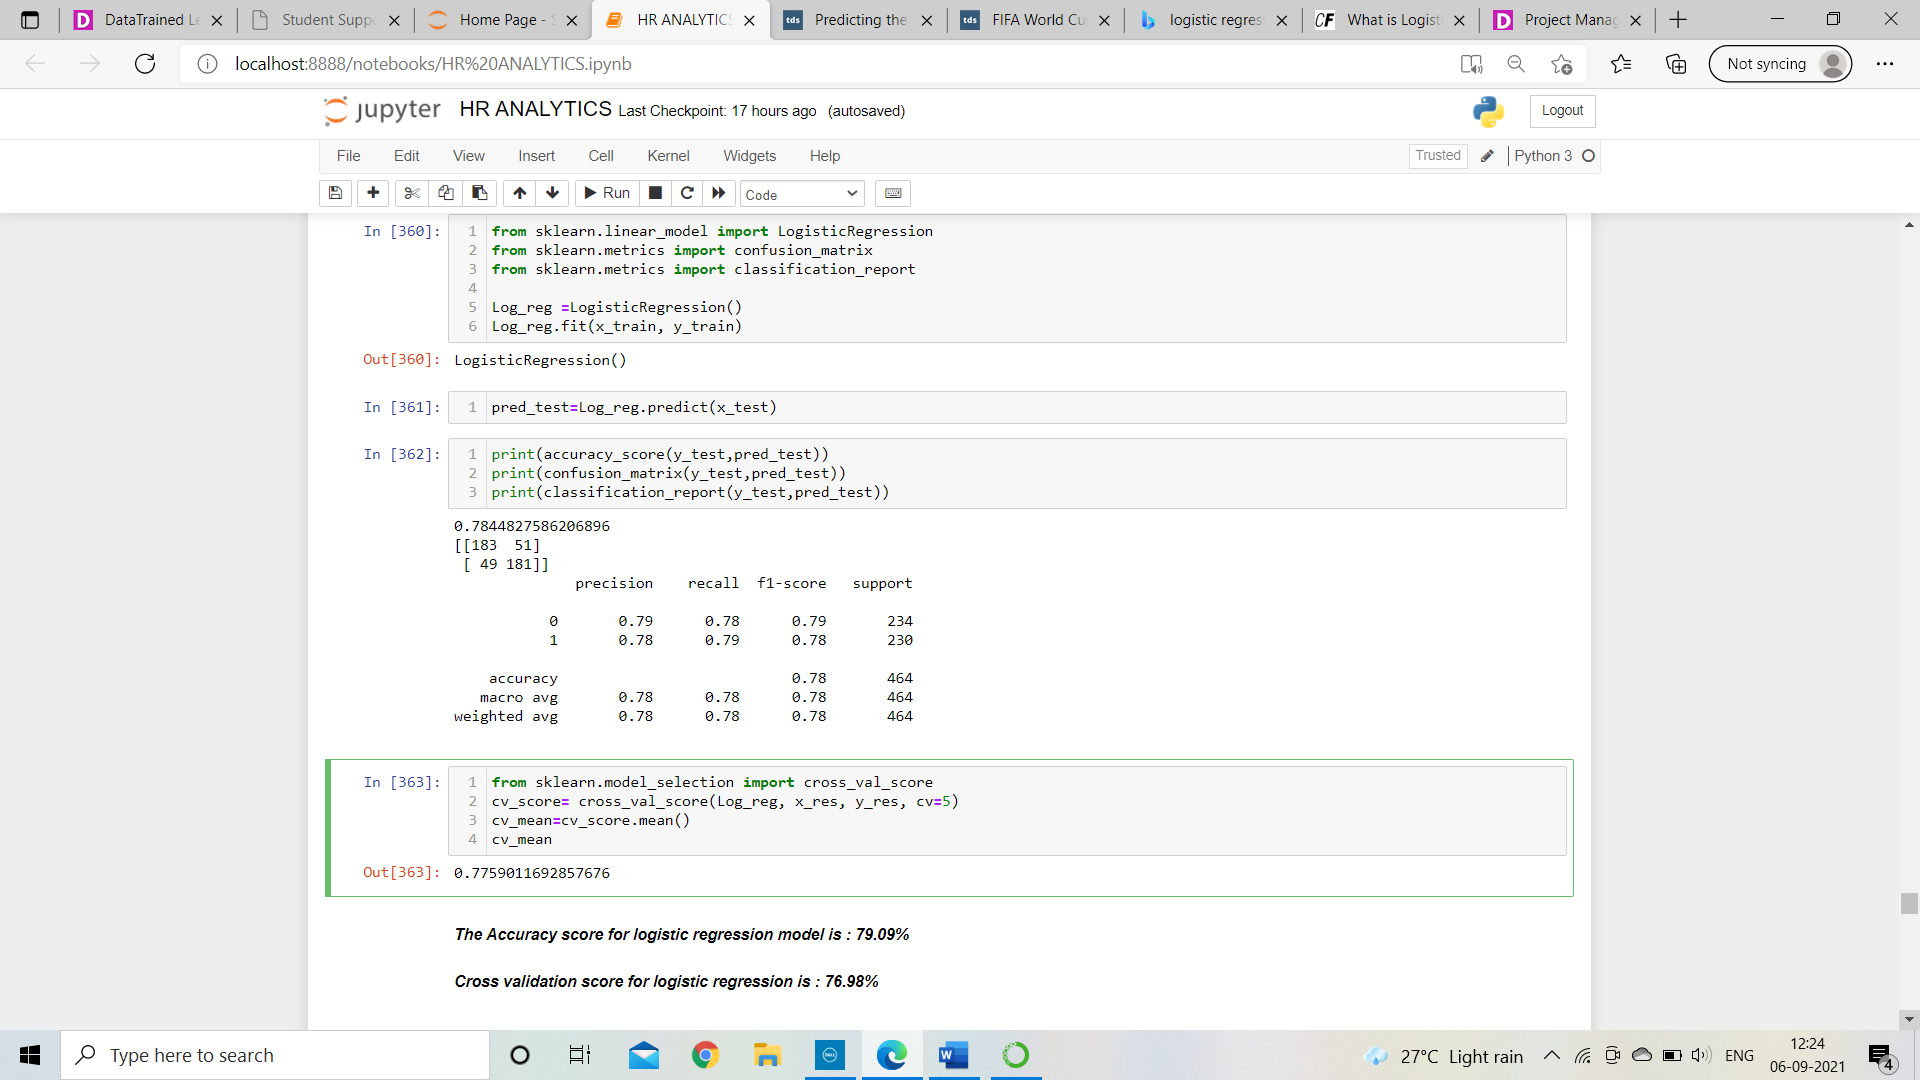 DataTrained Le
Student Suppo
Home Page - S
HR ANALYTICS
tds Predicting the
tds FIFA World Cu
logistic regres
CF What is Logist
D Project Manag
localhost:8888/notebooks/HR%20ANALYTICS.ipynb
Not syncing
jupyter HR ANALYTICS Last Checkpoint: 17 hours ago (autosaved)
Logout
File Edit View Insert Cell Kernel Widgets Help
Trusted Python 3
Run Code
In [360]:
1 from sklearn.linear_model import LogisticRegression
2 from sklearn.metrics import confusion_matrix
3 from sklearn.metrics import classification_report
4
5 Log_reg =LogisticRegression()
6 Log_reg.fit(x_train, y_train)
Out[360]: LogisticRegression()
In [361]: 1 pred_test=Log_reg.predict(x_test)
In [362]:
1 print(accuracy_score(y_test,pred_test))
2 print(confusion_matrix(y_test,pred_test))
3 print(classification_report(y_test,pred_test))
0.7844827586206896
[[183 51]
[ 49 181]]
precision recall f1-score support
0 0.79 0.78 0.79 234
1 0.78 0.79 0.78 230
accuracy 0.78 464
macro avg 0.78 0.78 0.78 464
weighted avg 0.78 0.78 0.78 464
In [363]:
1 from sklearn.model_selection import cross_val_score
2 cv_score= cross_val_score(Log_reg, x_res, y_res, cv=5)
3 cv_mean=cv_score.mean()
4 cv_mean
Out[363]: 0.7759011692857676
The Accuracy score for logistic regression model is : 79.09%
Cross validation score for logistic regression is : 76.98%
Type here to search
27°C Light rain
ENG
12:24
06-09-2021
4